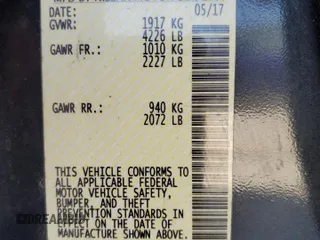 DATE: 05/17
GVWR: 1917 KG
4226 LB
GAWR FR.: 1010 KG
2227 LB
GAWR RR.: 940 KG
2072 LB
THIS VEHICLE CONFORMS TO
ALL APPLICABLE FEDERAL
MOTOR VEHICLE SAFETY,
BUMPER, AND THEFT
PREVENTION STANDARDS IN
EFFECT ON THE DATE OF
MANUFACTURE SHOWN ABOVE.